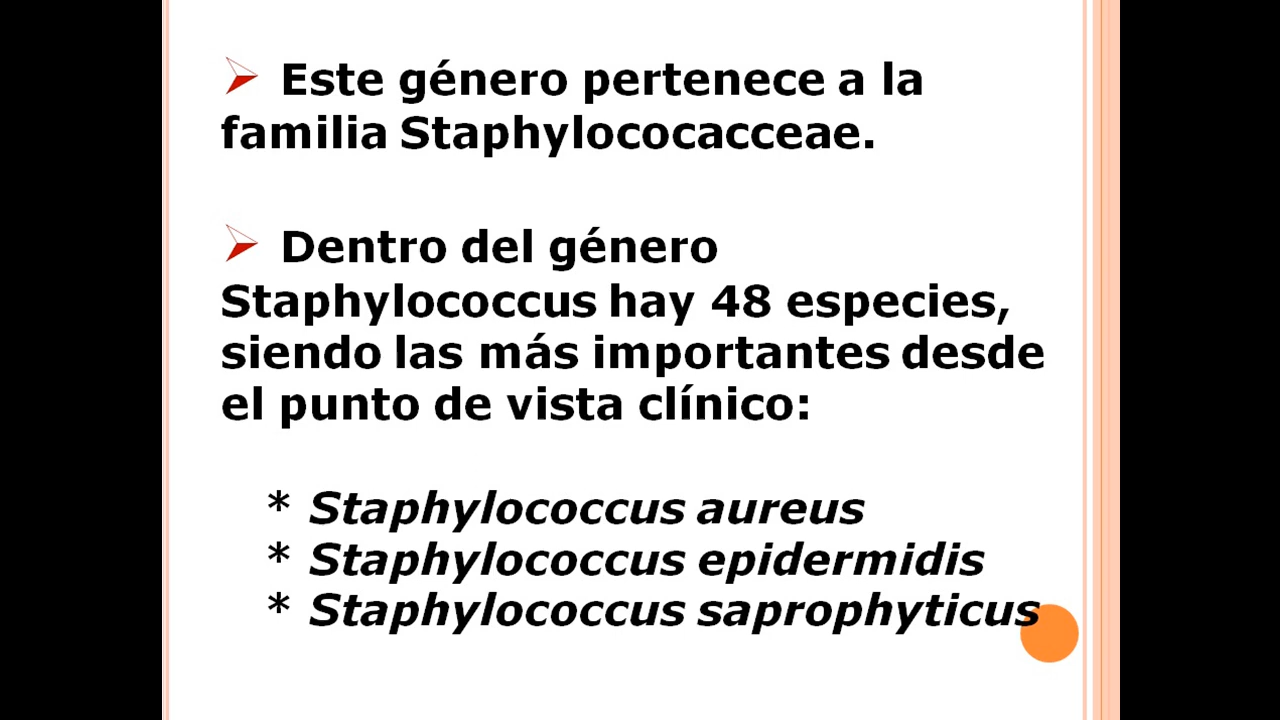 Este género pertenece a la
familia Staphylococacceae.
Dentro del género
Staphylococcus hay 48 especies,
siendo las más importantes desde
el punto de vista clínico:
* Staphylococcus aureus
* Staphylococcus epidermidis
* Staphylococcus saprophyticus